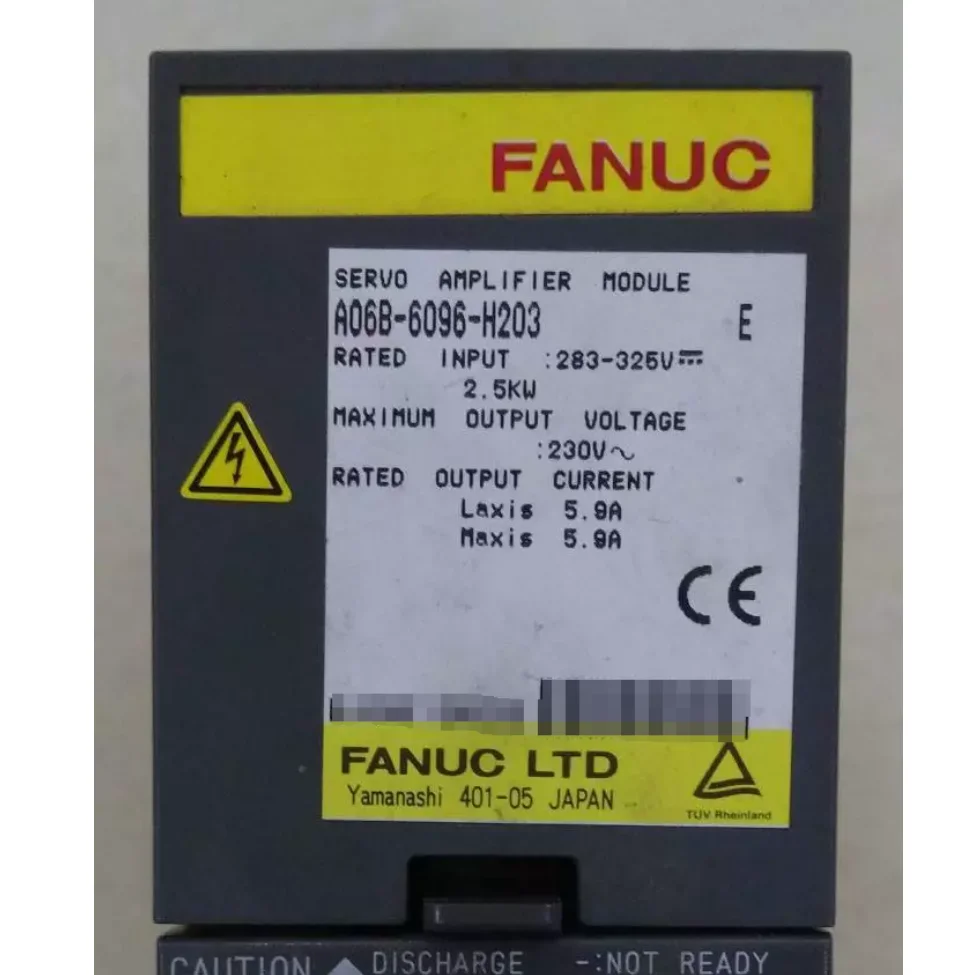 FANUC
SERVO AMPLIFIER MODULE
A06B-6096-H203 E
RATED INPUT :283-325V⎓
2.5KW
MAXIMUM OUTPUT VOLTAGE
:230V~
RATED OUTPUT CURRENT
Laxis 5.9A
Maxis 5.9A
CE
FANUC LTD
Yamanashi 401-05 JAPAN
TÜV Rheinland
CAUTION DISCHARGE -:NOT READY